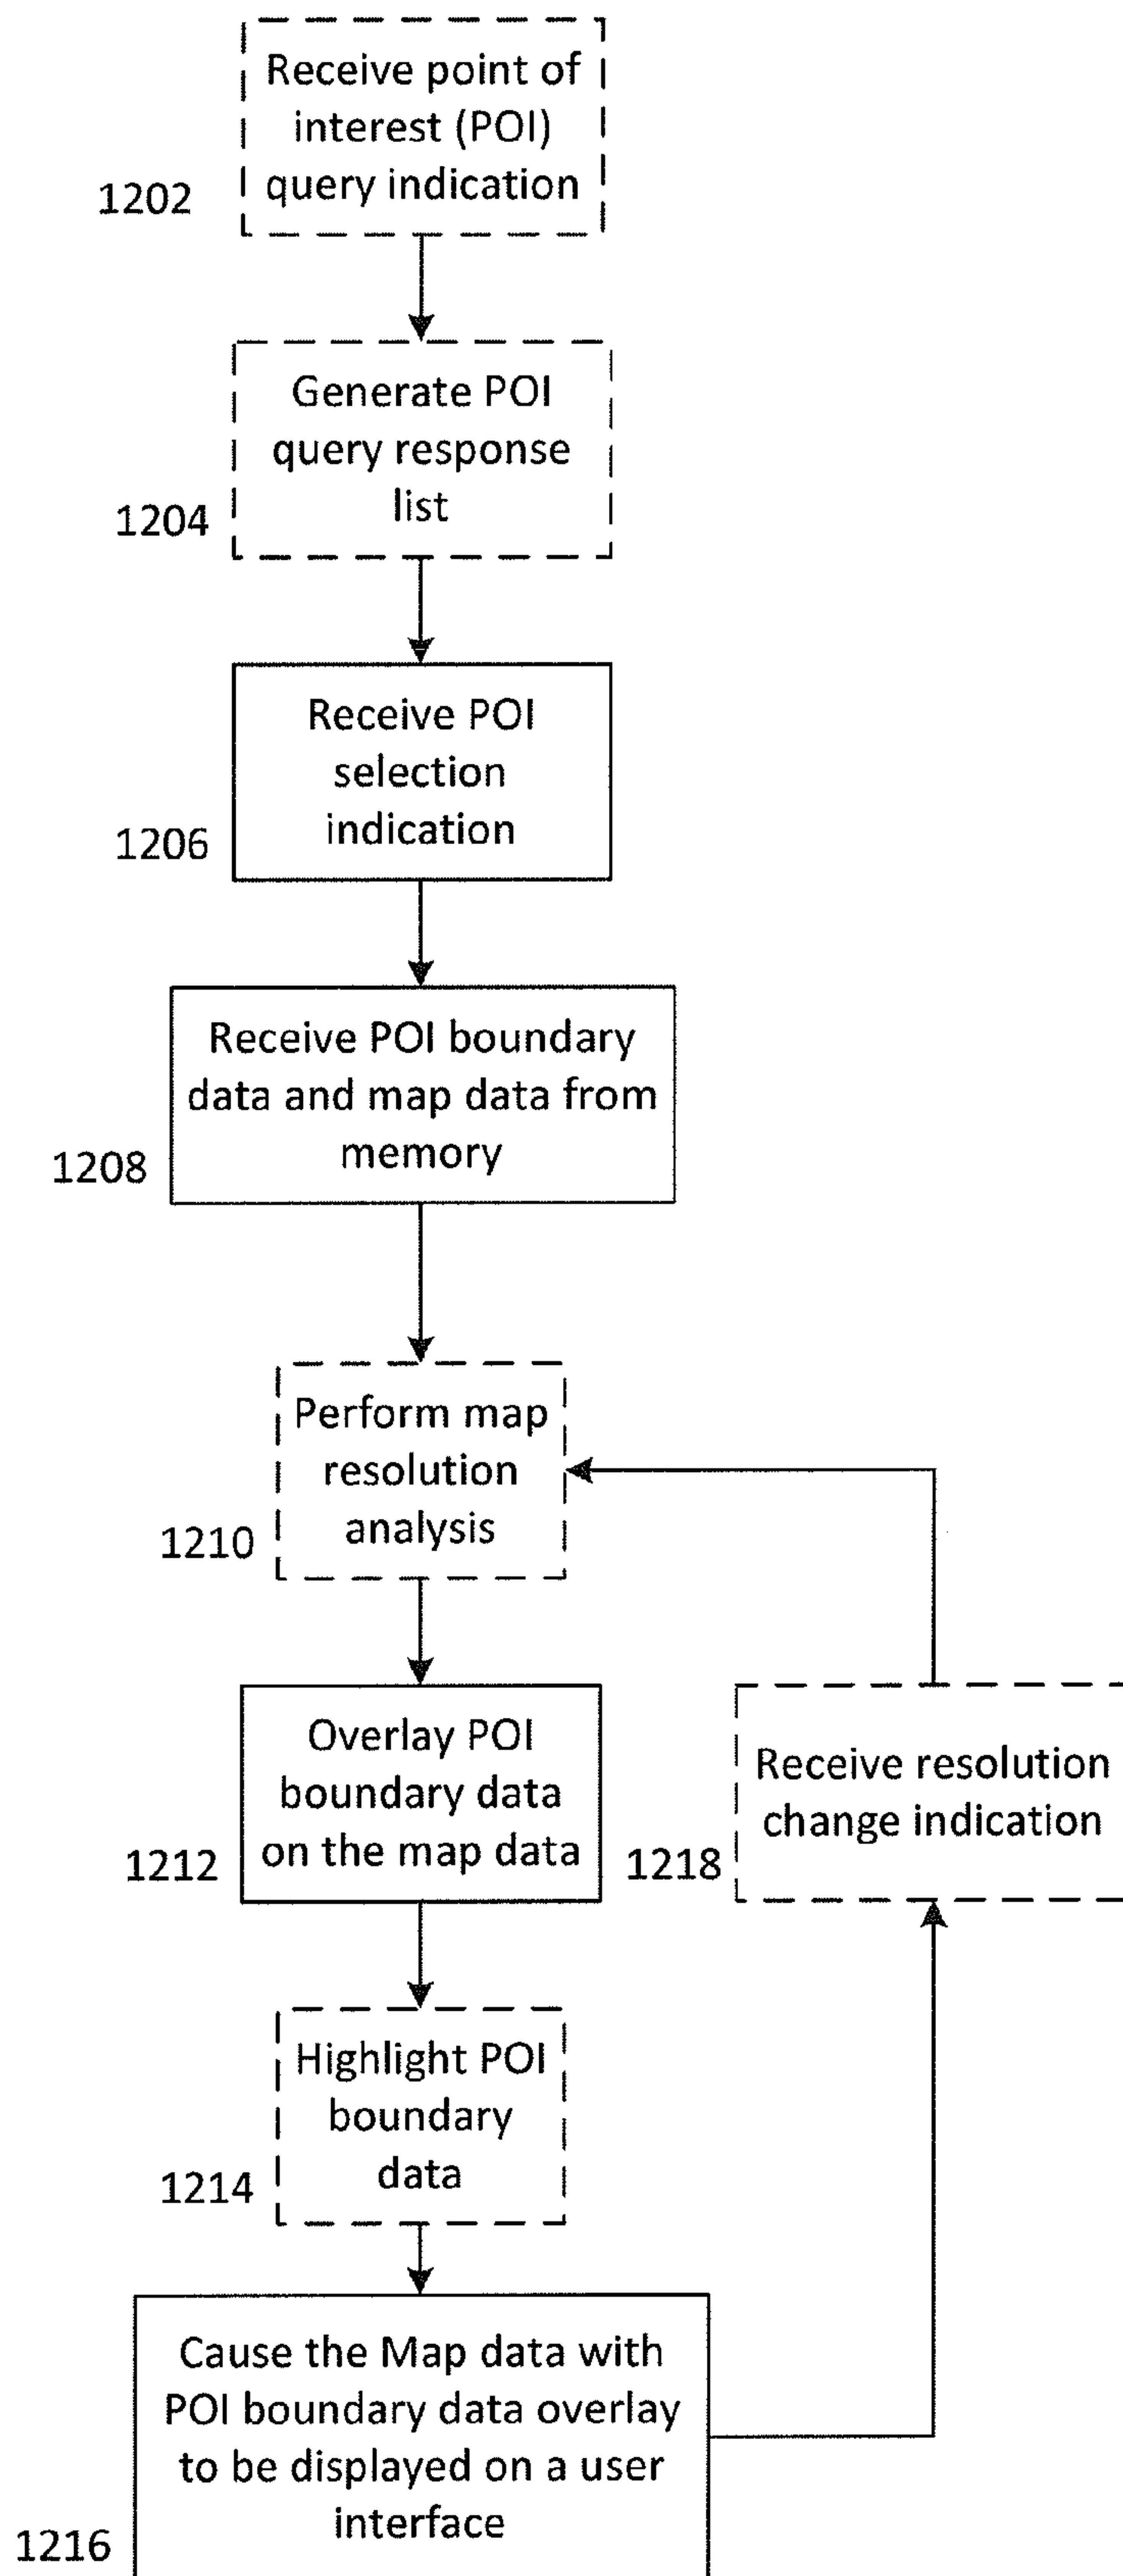 Receive point of
interest (POI)
query indication
1202
Generate POI
query response
list
1204
Receive POI
selection
indication
1206
Receive POI boundary
data and map data from
memory
1208
Perform map
resolution
analysis
1210
Overlay POI
boundary data
on the map data
1212
Receive resolution
change indication
1218
Highlight POI
boundary
data
1214
Cause the Map data with
POI boundary data overlay
to be displayed on a user
interface
1216